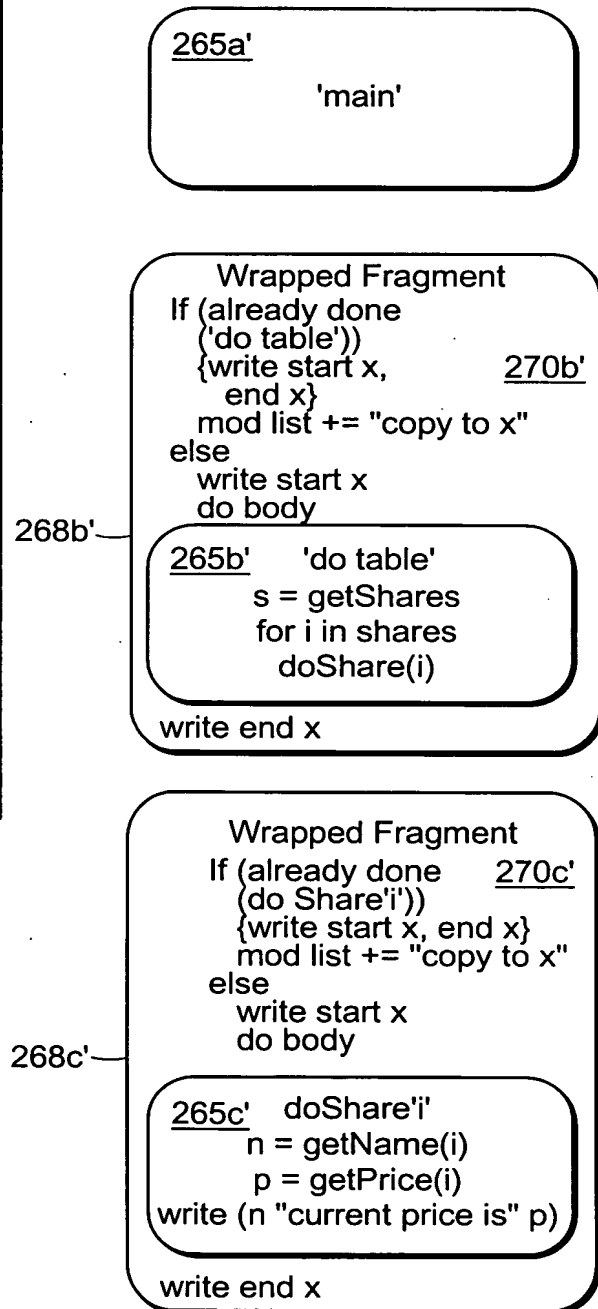 265a'
'main'
Wrapped Fragment
If (already done
('do table'))
{write start x,
270b'
end x}
mod list += "copy to x"
else
write start x
do body
268b'
265b' 'do table'
s = getShares
for i in shares
doShare(i)
write end x
Wrapped Fragment
If (already done 270c'
(do Share'i'))
{write start x, end x}
mod list += "copy to x"
else
write start x
do body
268c'
265c' doShare'i'
n = getName(i)
p = getPrice(i)
write (n "current price is" p)
write end x